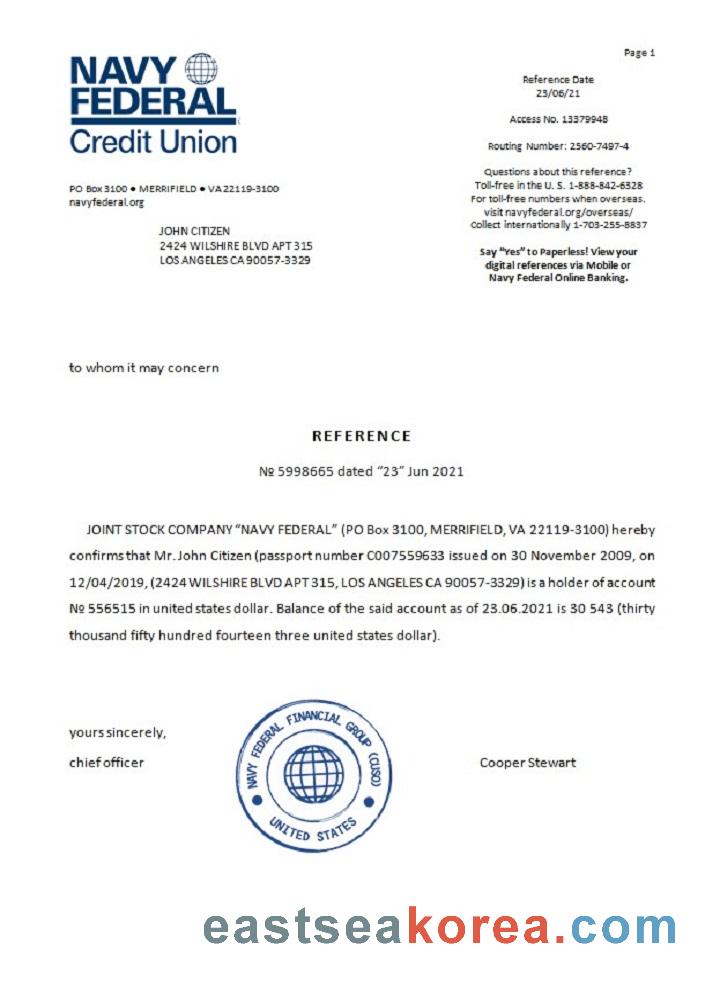 Page 1
NAVY
FEDERAL
Credit Union
Reference Date
23/06/21
Access No. 13379948
Routing Number: 2560-7497-4
Questions about this reference?
Toll-free in the U. S. 1-888-842-6328
For toll-free numbers when overseas,
visit navyfederal.org/overseas/
Collect internationally 1-703-255-8837
Say "Yes" to Paperless! View your
digital references via Mobile or
Navy Federal Online Banking.
PO Box 3100 • MERRIFIELD • VA 22119-3100
navyfederal.org
JOHN CITIZEN
2424 WILSHIRE BLVD APT 315
LOS ANGELES CA 90057-3329
to whom it may concern
REFERENCE
№ 5998665 dated "23" Jun 2021
JOINT STOCK COMPANY "NAVY FEDERAL" (PO Box 3100, MERRIFIELD, VA 22119-3100) hereby
confirms that Mr. John Citizen (passport number C007559633 issued on 30 November 2009, on
12/04/2019, (2424 WILSHIRE BLVD APT 315, LOS ANGELES CA 90057-3329) is a holder of account
№ 556515 in united states dollar. Balance of the said account as of 23.06.2021 is 30 543 (thirty
thousand fifty hundred fourteen three united states dollar).
yours sincerely,
chief officer
NAVY FEDERAL FINANCIAL GROUP (CUSO)
UNITED STATES
Cooper Stewart
eastseakorea.com